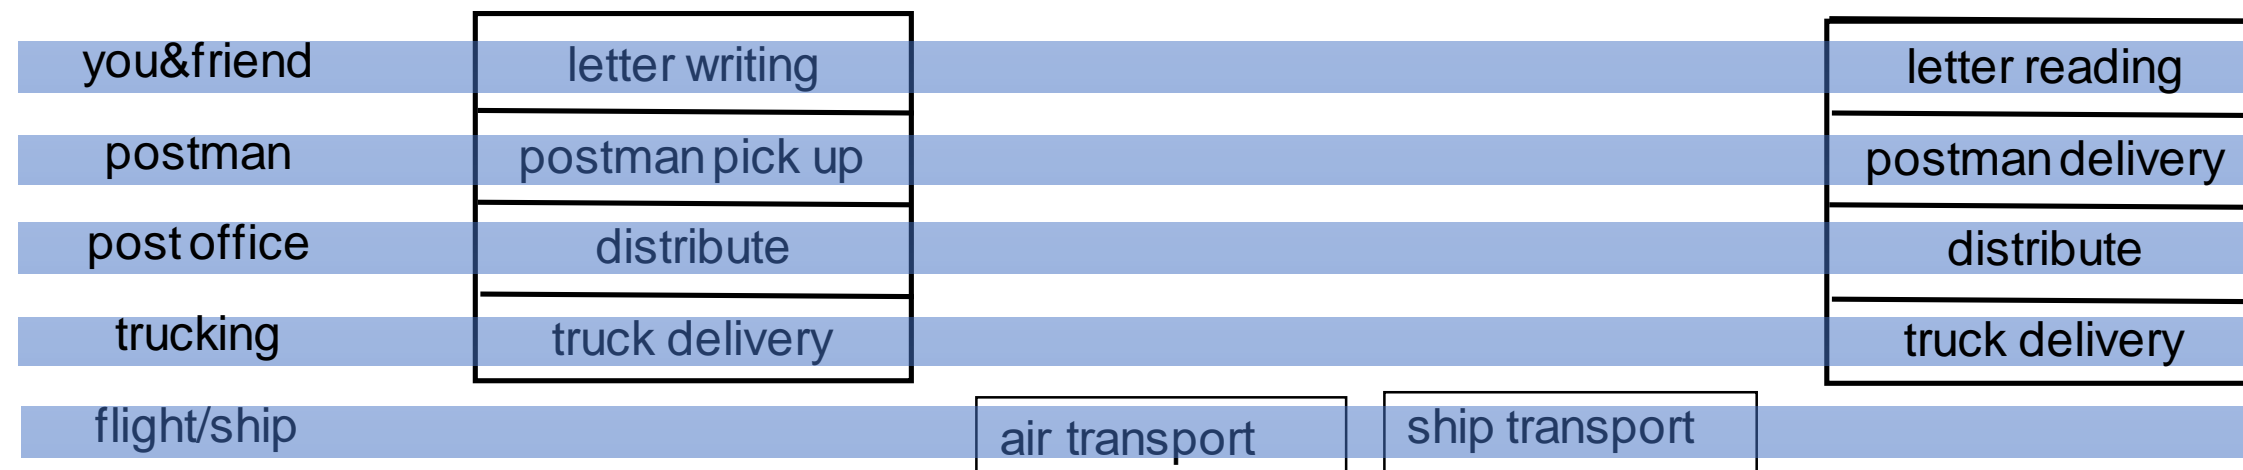 you&friend letter writing letter reading
postman postman pick up postman delivery
post office distribute distribute
trucking truck delivery truck delivery
flight/ship air transport ship transport